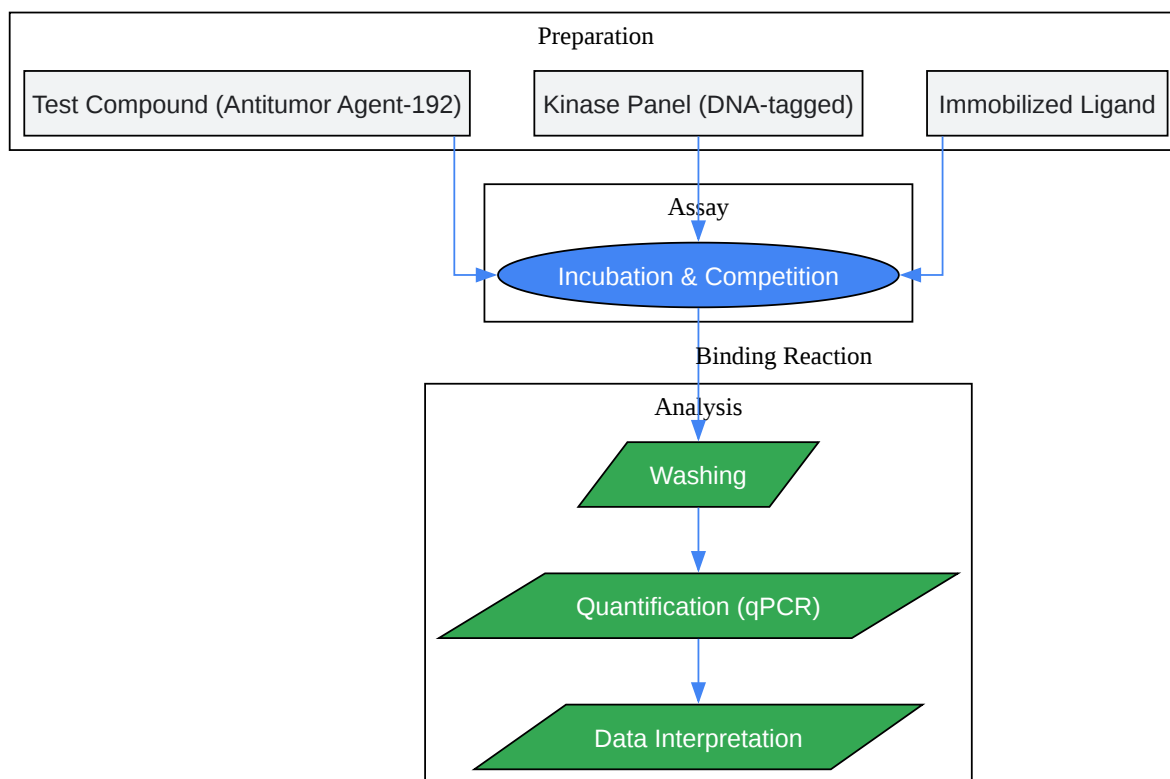 Preparation
Test Compound (Antitumor Agent-192)
Kinase Panel (DNA-tagged)
Immobilized Ligand
Assay
Incubation & Competition
Binding Reaction
Analysis
Washing
Quantification (qPCR)
Data Interpretation